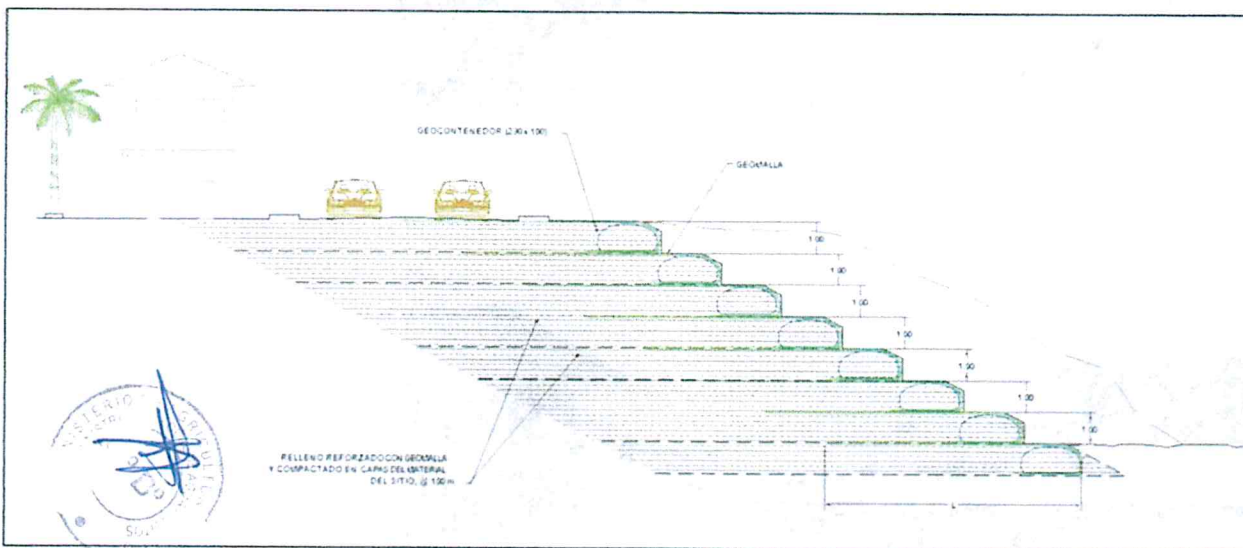 GEOCONTENEDOR (2.30 x 1.00)
GEOMALLA
1.00
1.00
1.00
1.00
1.00
1.00
1.00
RELLENO REFORZADO CON GEOMALLA
Y COMPACTADO EN CAPAS DEL MATERIAL
DEL SITIO, @ 1.00 m
L